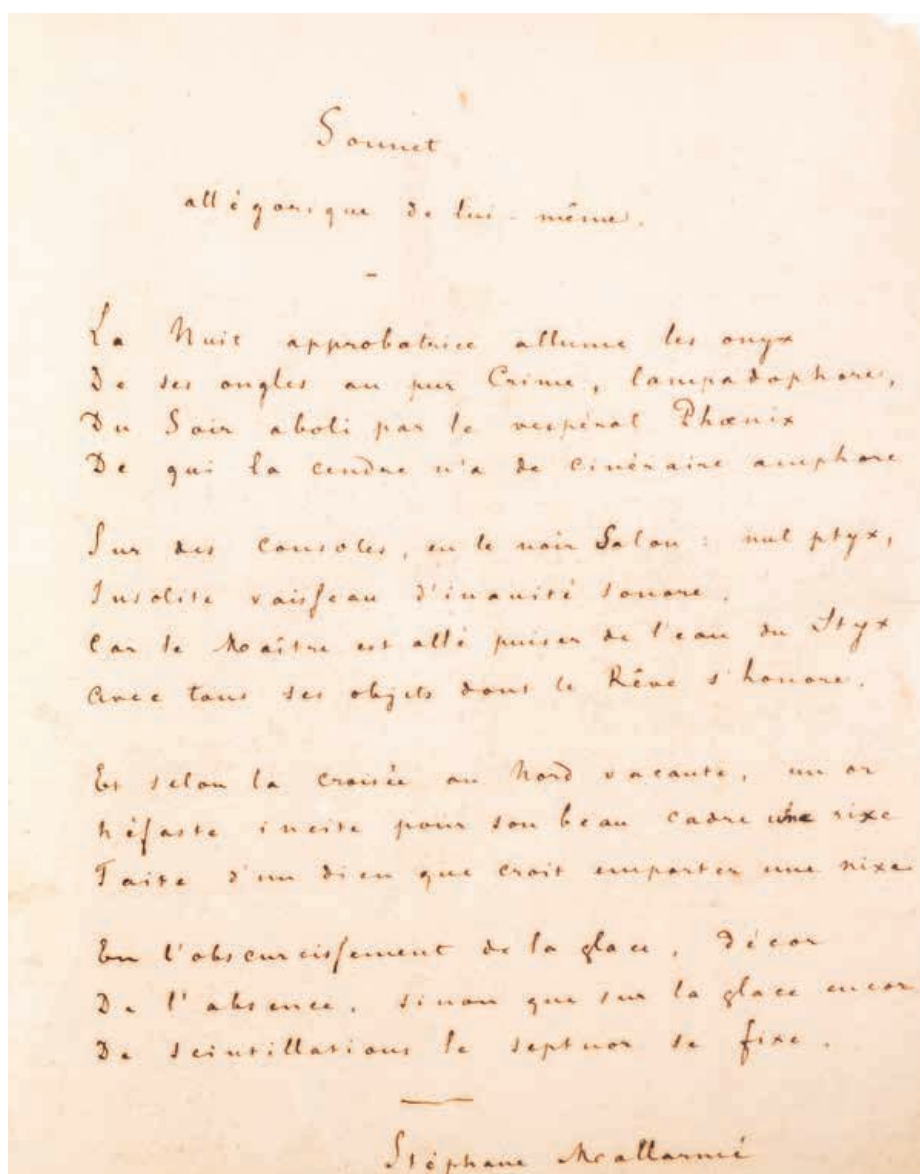 Sonnet
allégorique de lui-même.
-
La Nuit approbatrice allume les onyx
De ses ongles au pur Crime, lampadophore,
Du Soir aboli par le vespéral Phœnix
De qui la cendre n'a de cinéraire amphore
Sur des consoles, en le noir Salon : nul ptyx,
Insolite vaisseau d'inanité sonore,
Car le Maître est allé puiser de l'eau du Styx
Avec tous ses objets dont le Rêve s'honore.
Et selon la croisée au Nord vacante, un or
Néfaste incite pour son beau cadre une rixe
Faite d'un dieu que croit emporter une nixe
En l'obscurcissement de la glace, décor
De l'absence, sinon que sur la glace encor
De scintillations le septuor se fixe.
Stéphane Mallarmé